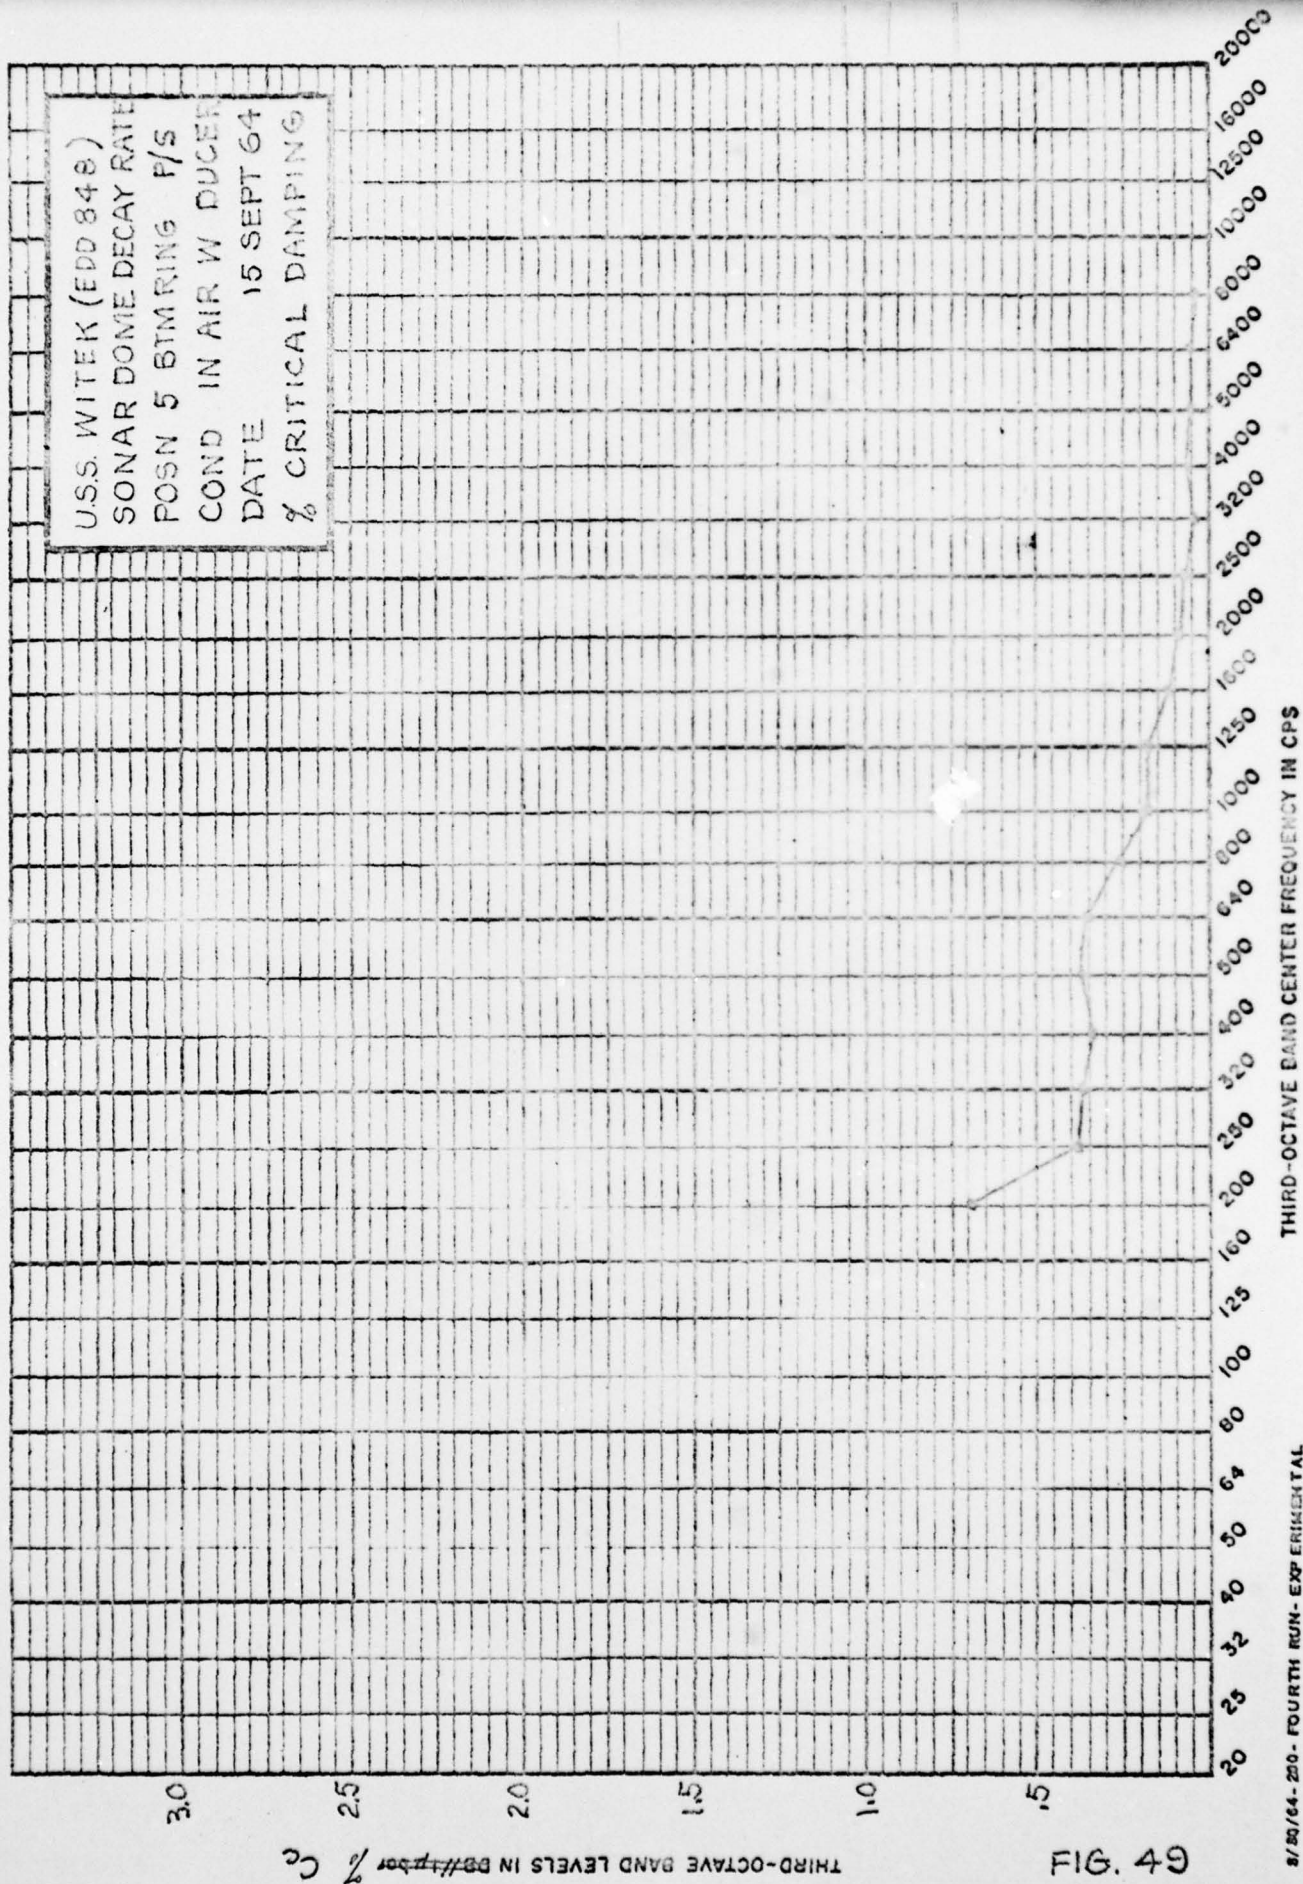 U.S.S. WITEK (EDD 848)
SONAR DOME DECAY RATE
POSN 5 BTM RING P/S
COND IN AIR W DUCER
DATE 15 SEPT 64
% CRITICAL DAMPING
3.0
2.5
2.0
1.5
1.0
.5
THIRD-OCTAVE BAND LEVELS IN DB//1µbar % Cc
20 25 32 40 50 64 80 100 125 160 200 250 320 400 500 640 800 1000 1250 1600 2000 2500 3200 4000 5000 6400 8000 10000 12500 16000 20000
THIRD-OCTAVE BAND CENTER FREQUENCY IN CPS
FIG. 49
-200- FOURTH RUN- EXPERIMENTAL